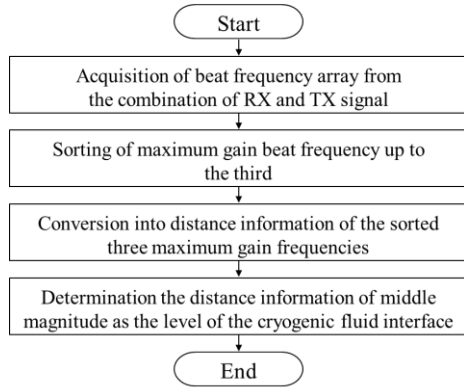 Start
Acquisition of beat frequency array from
the combination of RX and TX signal
Sorting of maximum gain beat frequency up to
the third
Conversion into distance information of the sorted
three maximum gain frequencies
Determination the distance information of middle
magnitude as the level of the cryogenic fluid interface
End